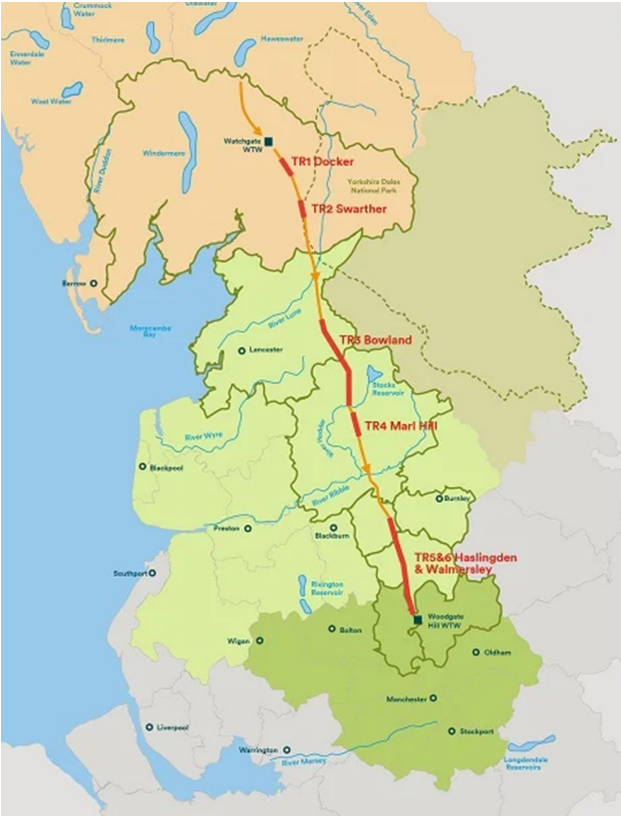 Crummock
Water
Ullswater
River Eden
Thirlmere
Haweswater
Ennerdale
Water
Wast Water
Watchgate
WTW
TR1 Docker
Windermere
River Duddon
Yorkshire Dales
National Park
TR2 Swarther
Barrow
Morecambe
Bay
River Lune
TR3 Bowland
Lancaster
Stocks
Reservoir
TR4 Marl Hill
River Hodder
River Wyre
Blackpool
River Ribble
Burnley
Preston
Blackburn
TR5&6 Haslingden
& Walmersley
Southport
Rivington
Reservoir
Woodgate
Hill WTW
Bolton
Wigan
Oldham
Manchester
Liverpool
Stockport
Warrington
River Mersey
Longdendale
Reservoirs